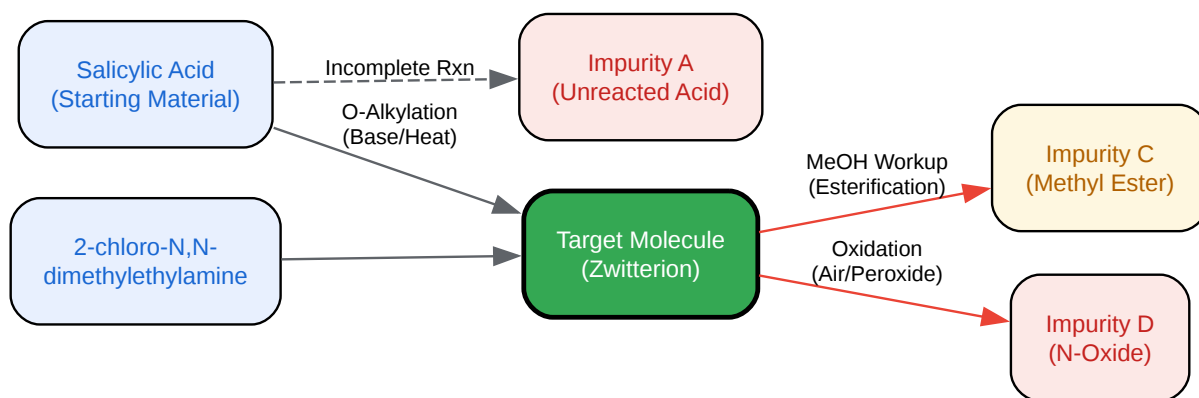 Salicylic Acid
(Starting Material)
Incomplete Rxn
Impurity A
(Unreacted Acid)
O-Alkylation
(Base/Heat)
2-chloro-N,N-
dimethylethylamine
Target Molecule
(Zwitterion)
MeOH Workup
(Esterification)
Impurity C
(Methyl Ester)
Oxidation
(Air/Peroxide)
Impurity D
(N-Oxide)